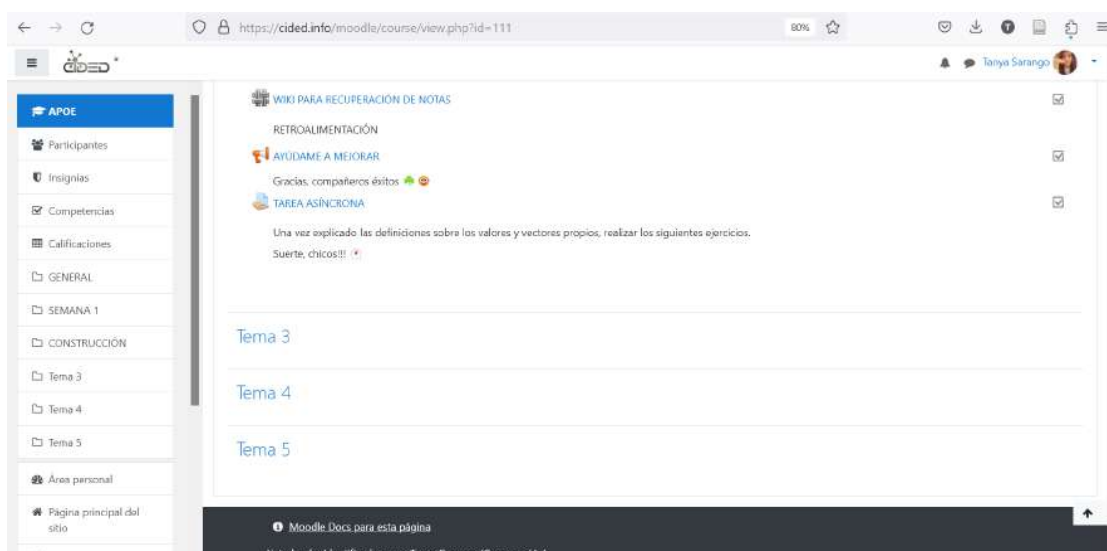 https://cided.info/moodle/course/view.php?id=111
80%
CIDED
Tanya Sarango
APOE
Participantes
Insignias
Competencias
Calificaciones
GENERAL
SEMANA 1
CONSTRUCCIÓN
Tema 3
Tema 4
Tema 5
Área personal
Página principal del
sitio
WIKI PARA RECUPERACIÓN DE NOTAS
RETROALIMENTACIÓN
AYÚDAME A MEJORAR
Gracias, compañeros éxitos
TAREA ASÍNCRONA
Una vez explicado las definiciones sobre los valores y vectores propios, realizar los siguientes ejercicios.
Suerte, chicos!!!
Tema 3
Tema 4
Tema 5
Moodle Docs para esta página